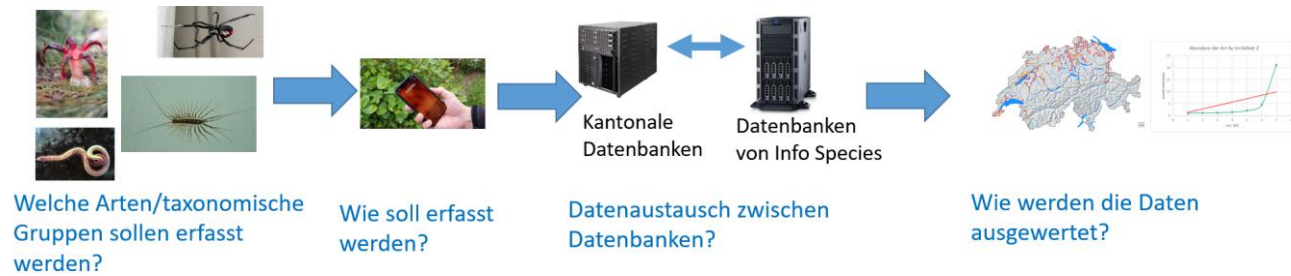 Kantonale
Datenbanken
Datenbanken
von Info Species
Welche Arten/taxonomische
Gruppen sollen erfasst
werden?
Wie soll erfasst
werden?
Datenaustausch zwischen
Datenbanken?
Wie werden die Daten
ausgewertet?